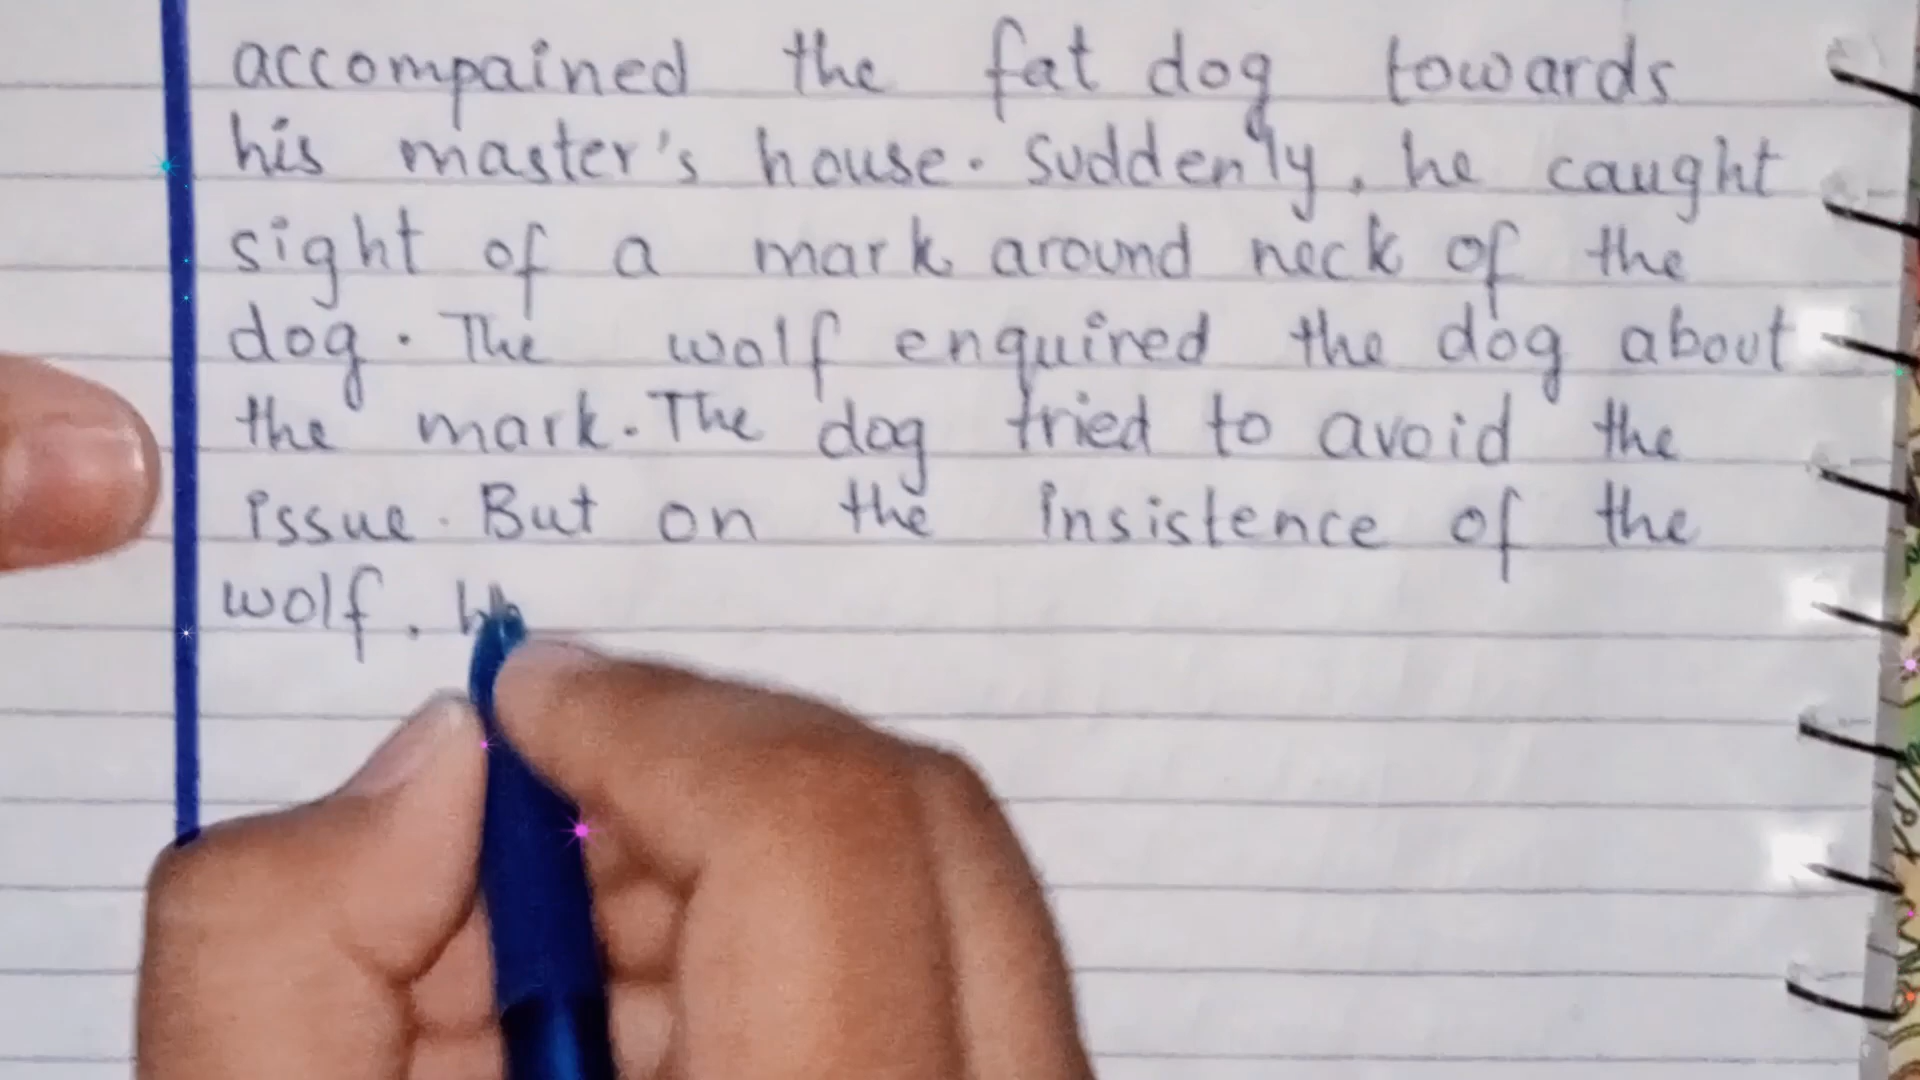 accompained the fat dog towards
his master's house. Suddenly, he caught
sight of a mark around neck of the
dog. The wolf enquired the dog about
the mark. The dog tried to avoid the
issue. But on the insistence of the
wolf,